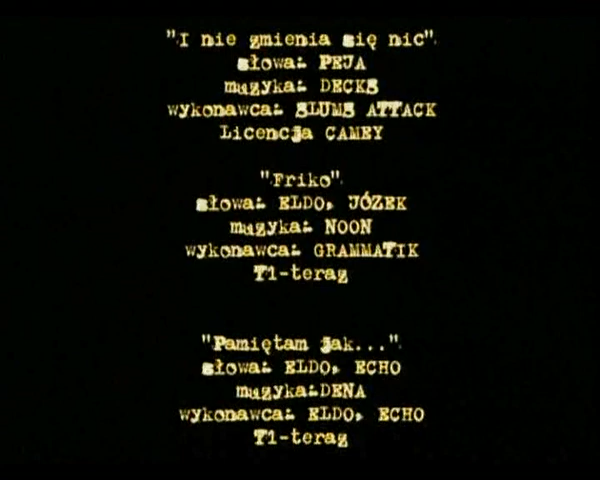 "I nie zmienia się nic"
słowa: PEJA
muzyka: DECKS
wykonawca: SLUMS ATTACK
Licencja CAMEY
"Friko"
słowa: ELDO, JÓZEK
muzyka: NOON
wykonawca: GRAMMATIK
T1-teraz
"Pamiętam jak..."
słowa: ELDO, ECHO
muzyka:DENA
wykonawca: ELDO, ECHO
T1-teraz